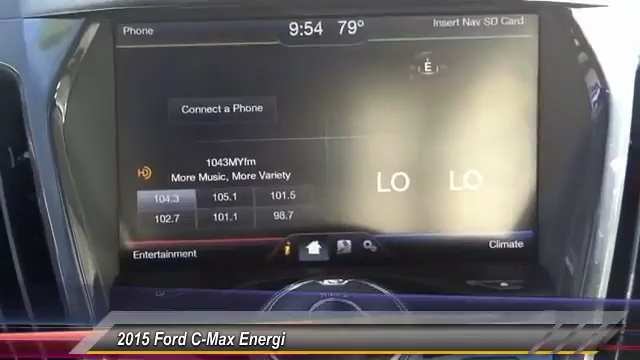 Phone 9:54 79° Insert Nav SD Card
E
Connect a Phone
HD 1043MYfm
More Music, More Variety
LO LO
104.3 105.1 101.5
102.7 101.1 98.7
Entertainment i Climate
2015 Ford C-Max Energi